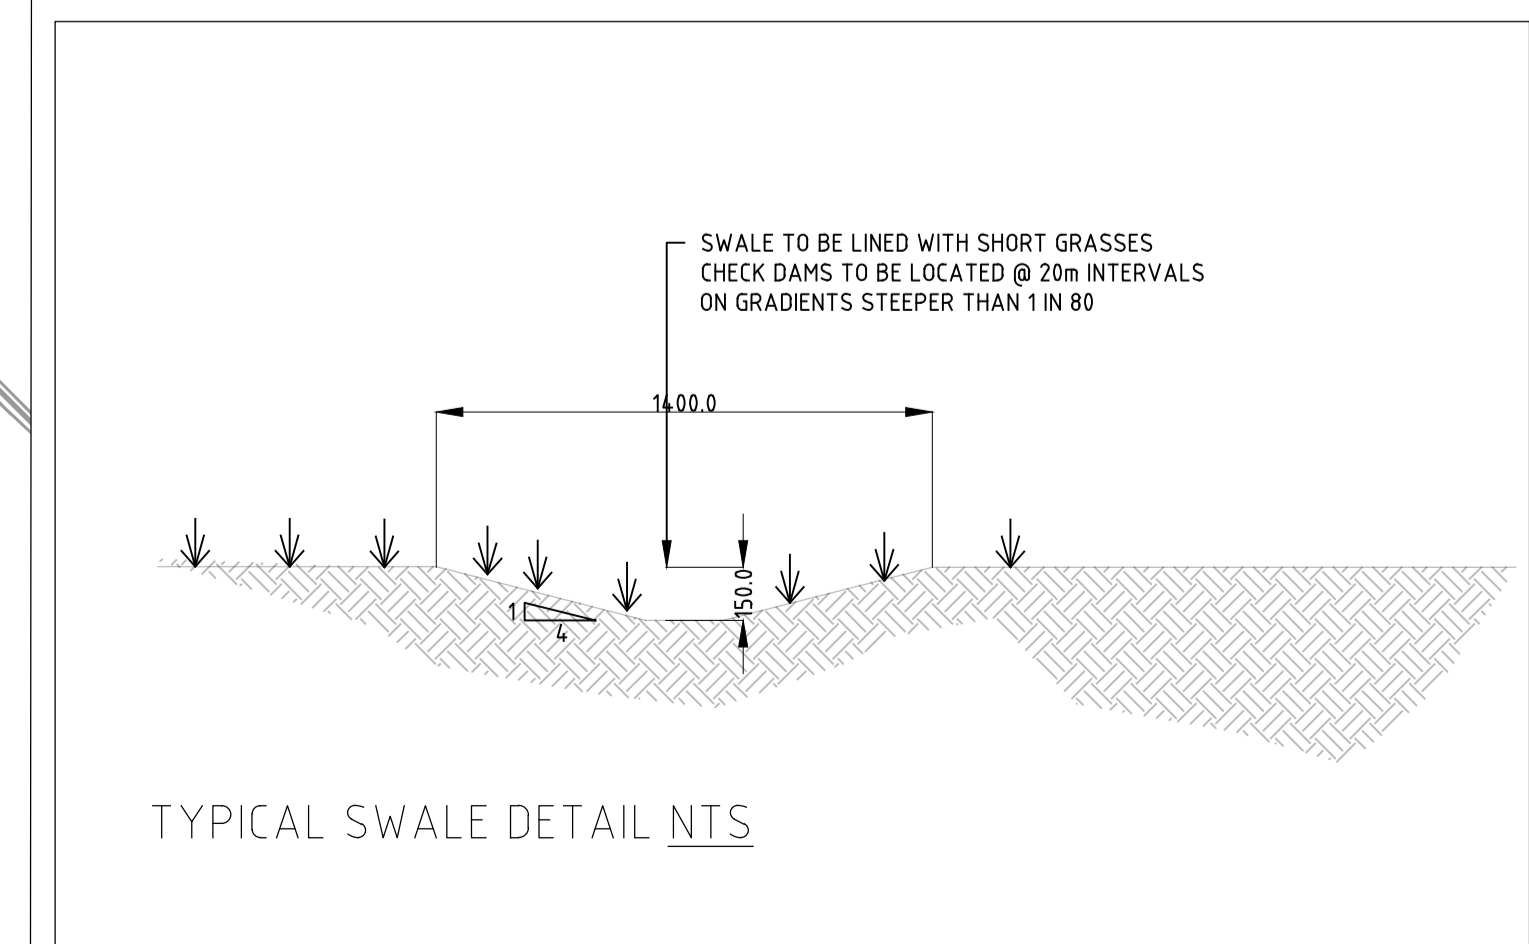 SWALE TO BE LINED WITH SHORT GRASSES
CHECK DAMS TO BE LOCATED @ 20m INTERVALS
ON GRADIENTS STEEPER THAN 1 IN 80
1400.0
150.0
1
4
TYPICAL SWALE DETAIL NTS